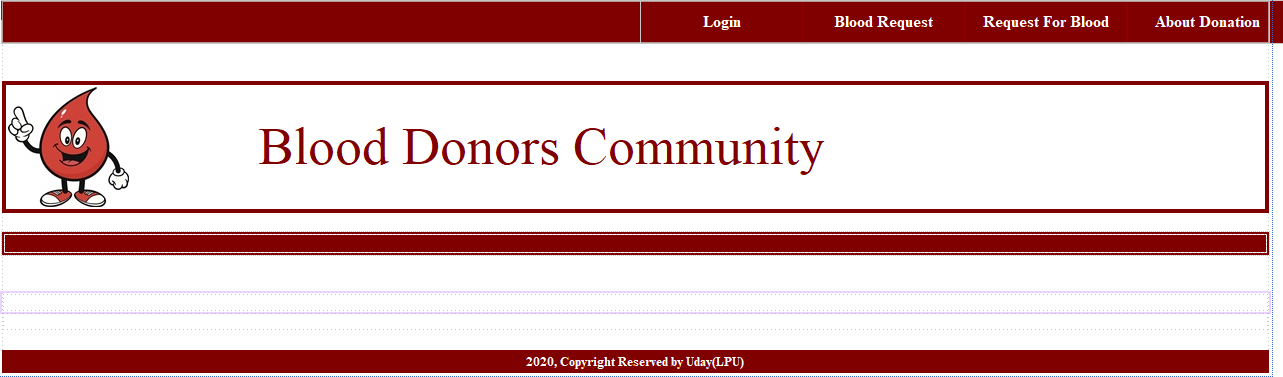 Login Blood Request Request For Blood About Donation
Blood Donors Community
2020, Copyright Reserved by Uday(LPU)